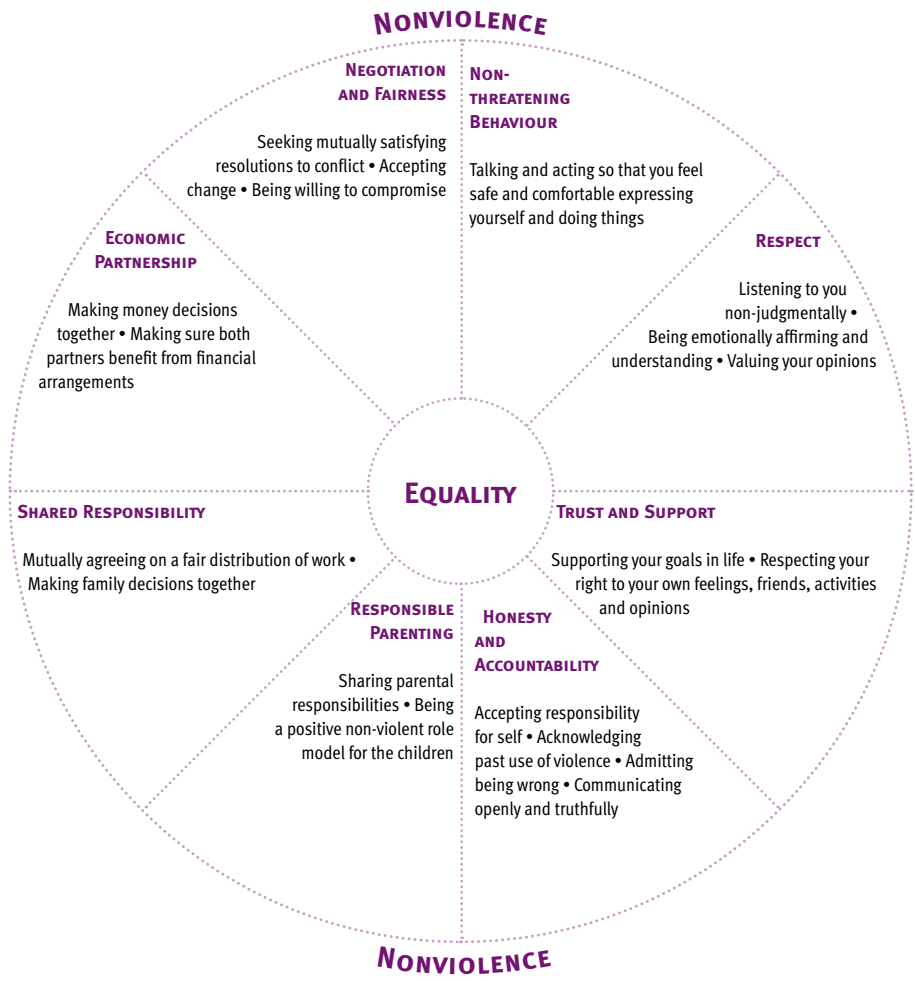 NONVIOLENCE
NEGOTIATION
AND FAIRNESS
Seeking mutually satisfying
resolutions to conflict • Accepting
change • Being willing to compromise
NON-
THREATENING
BEHAVIOUR
Talking and acting so that you feel
safe and comfortable expressing
yourself and doing things
RESPECT
Listening to you
non-judgmentally •
Being emotionally affirming and
understanding • Valuing your opinions
ECONOMIC
PARTNERSHIP
Making money decisions
together • Making sure both
partners benefit from financial
arrangements
EQUALITY
SHARED RESPONSIBILITY
Mutually agreeing on a fair distribution of work •
Making family decisions together
TRUST AND SUPPORT
Supporting your goals in life • Respecting your
right to your own feelings, friends, activities
and opinions
RESPONSIBLE
PARENTING
Sharing parental
responsibilities • Being
a positive non-violent role
model for the children
HONESTY
AND
ACCOUNTABILITY
Accepting responsibility
for self • Acknowledging
past use of violence • Admitting
being wrong • Communicating
openly and truthfully
NONVIOLENCE